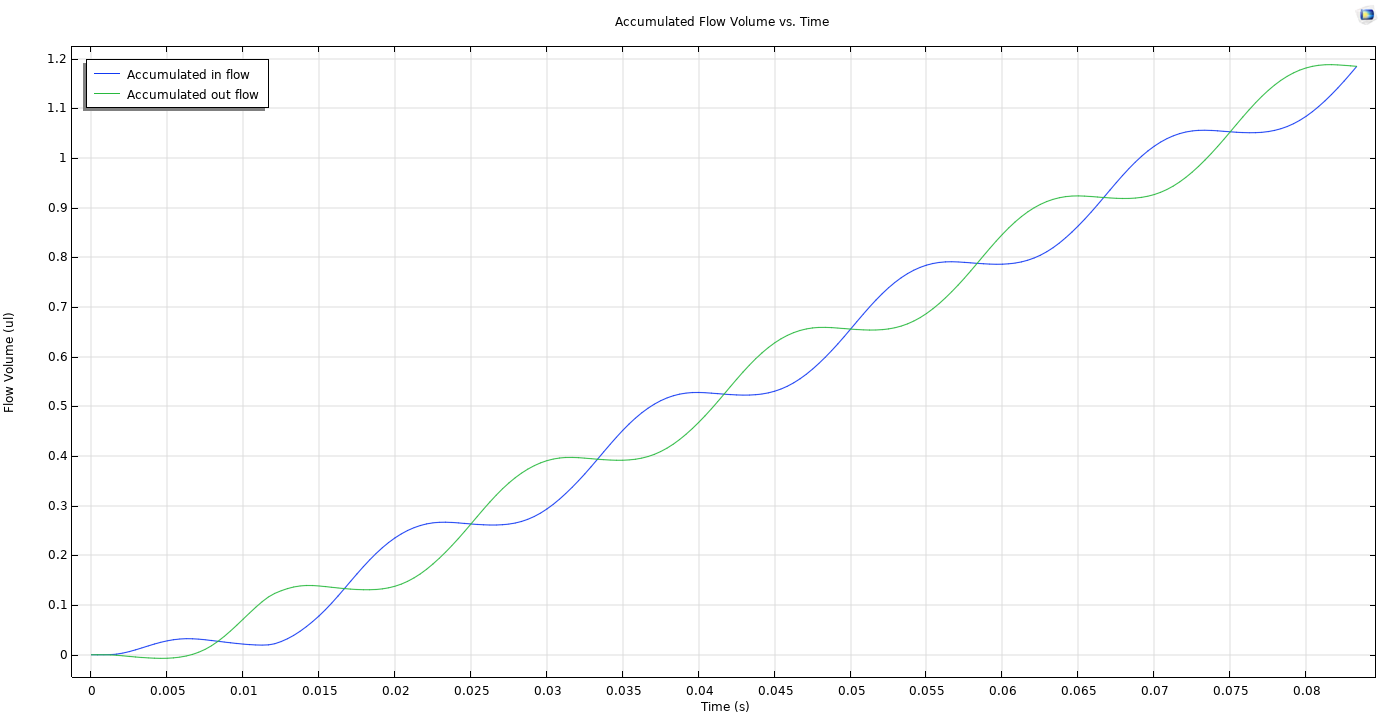 Accumulated Flow Volume vs. Time
1.2
1.1
1
0.9
0.8
0.7
0.6
0.5
0.4
0.3
0.2
0.1
0
Accumulated in flow
Accumulated out flow
Flow Volume (ul)
0 0.005 0.01 0.015 0.02 0.025 0.03 0.035 0.04 0.045 0.05 0.055 0.06 0.065 0.07 0.075 0.08
Time (s)